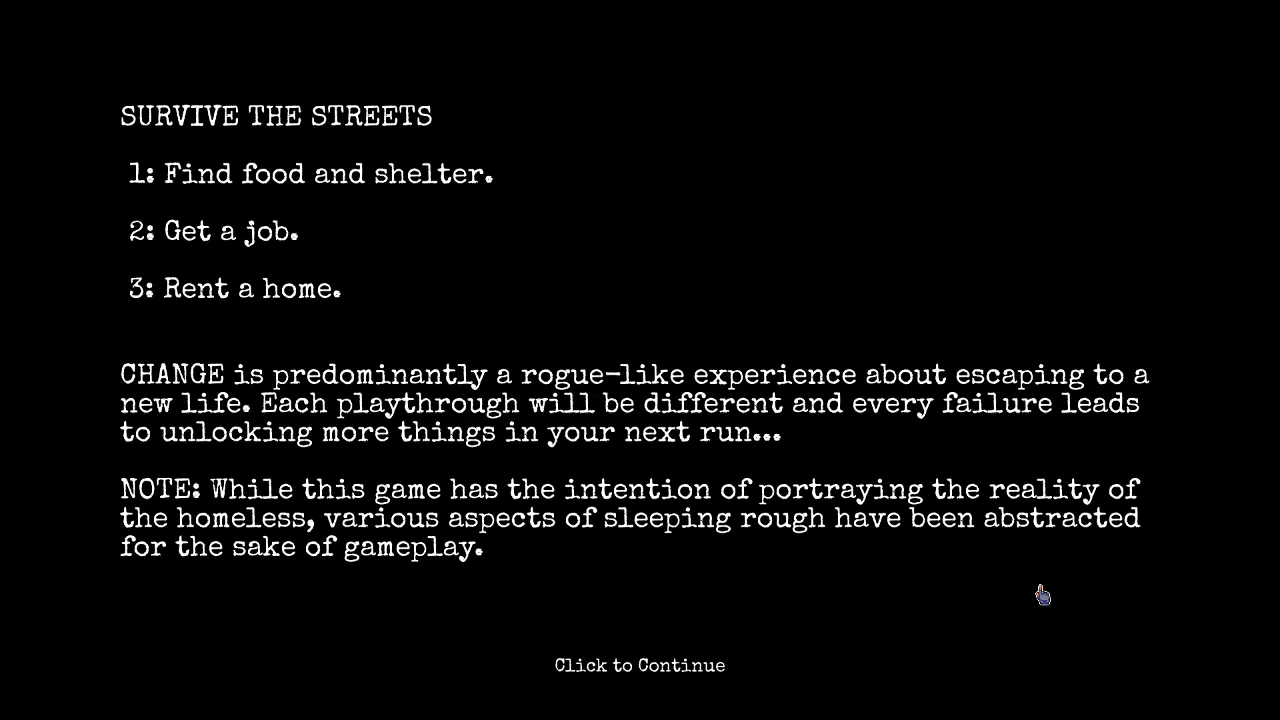 SURVIVE THE STREETS
1: Find food and shelter.
2: Get a job.
3: Rent a home.
CHANGE is predominantly a rogue-like experience about escaping to a
new life. Each playthrough will be different and every failure leads
to unlocking more things in your next run...
NOTE: While this game has the intention of portraying the reality of
the homeless, various aspects of sleeping rough have been abstracted
for the sake of gameplay.
Click to Continue